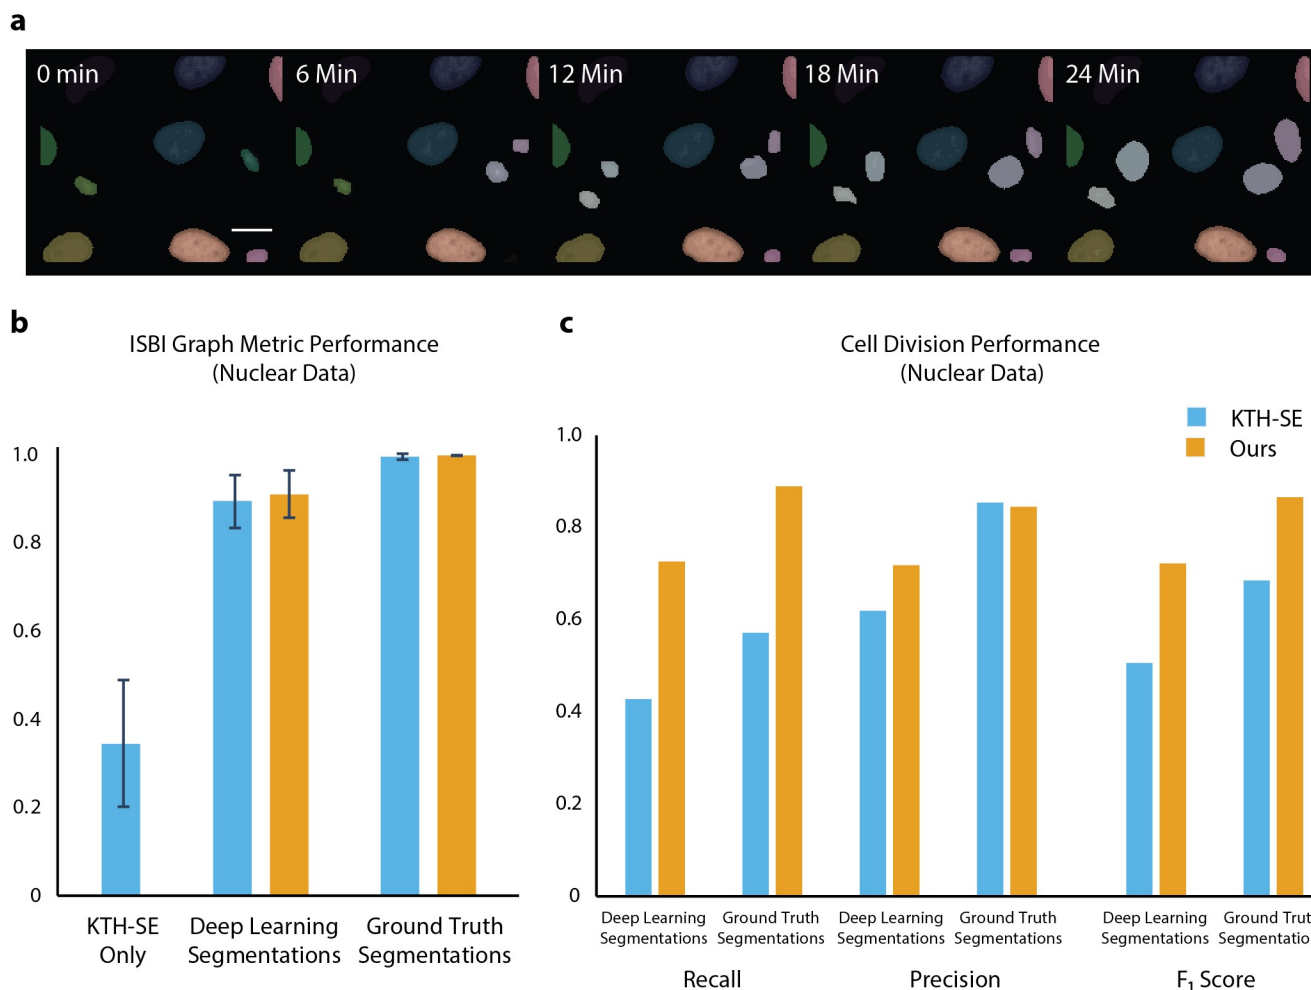 a
0 min
6 Min
12 Min
18 Min
24 Min
b
ISBI Graph Metric Performance
(Nuclear Data)
1.0
0.8
0.6
0.4
0.2
0
KTH-SE
Only
Deep Learning
Segmentations
Ground Truth
Segmentations
c
Cell Division Performance
(Nuclear Data)
KTH-SE
Ours
1.0
0.8
0.6
0.4
0.2
0
Deep Learning
Segmentations
Ground Truth
Segmentations
Deep Learning
Segmentations
Ground Truth
Segmentations
Deep Learning
Segmentations
Ground Trut
Segmentatio
Recall
Precision
F₁ Score